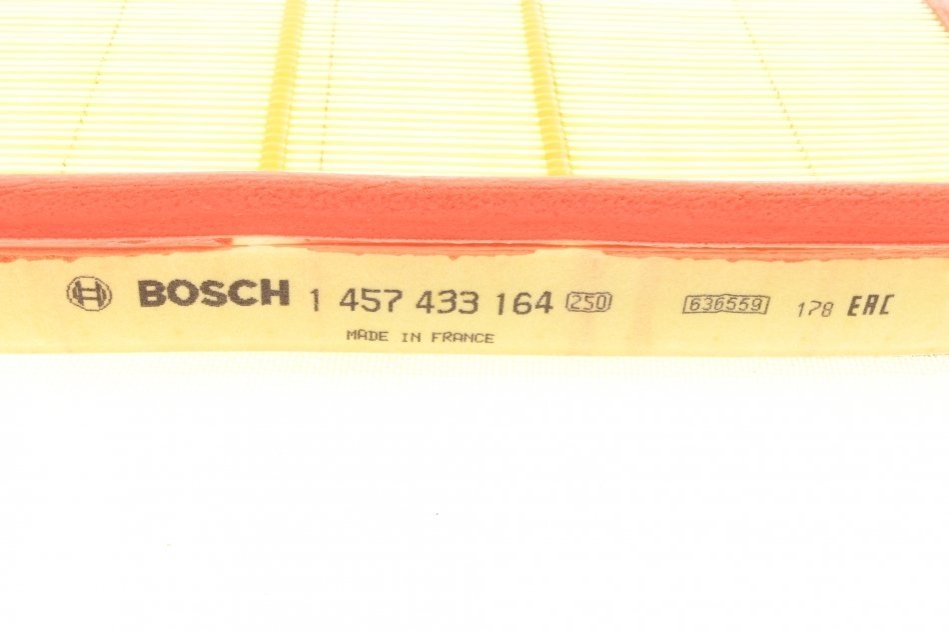 BOSCH 1 457 433 164 250 636559 178 EAC
MADE IN FRANCE